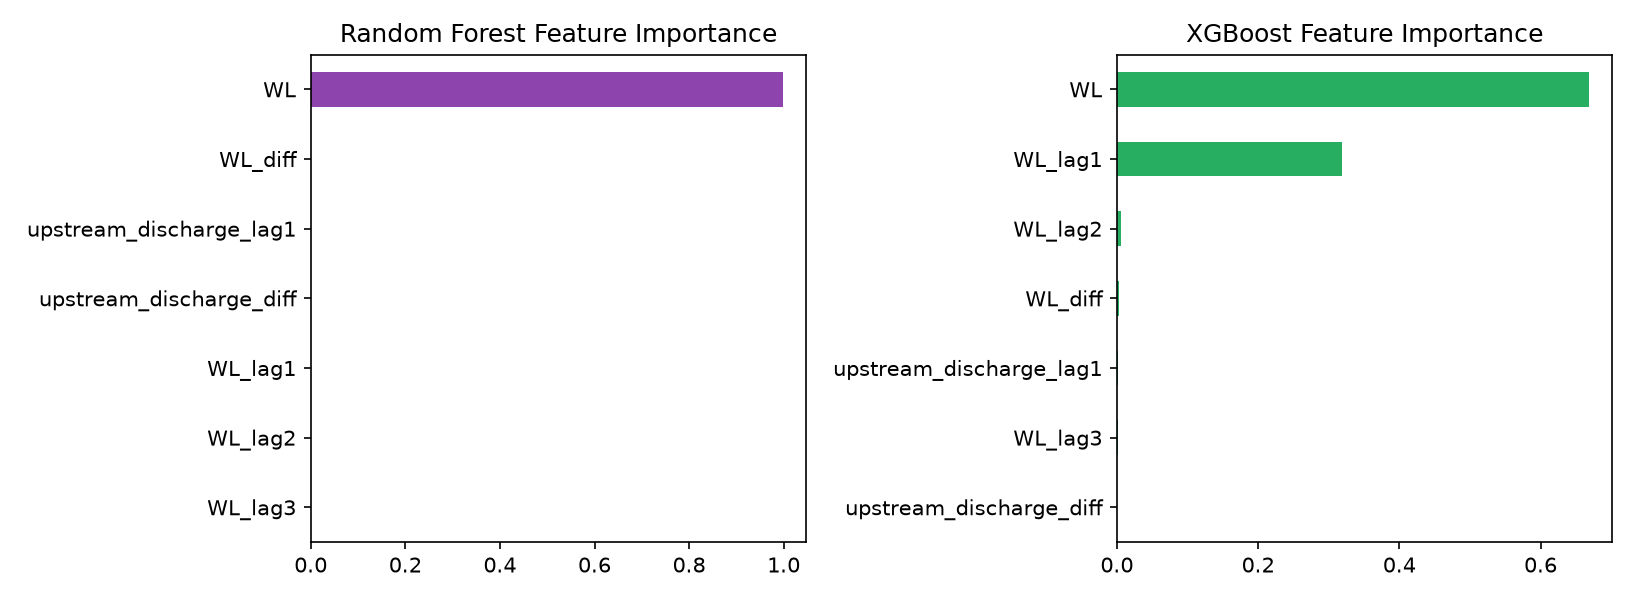 Random Forest Feature Importance
WL
WL_diff
upstream_discharge_lag1
upstream_discharge_diff
WL_lag1
WL_lag2
WL_lag3
0.0 0.2 0.4 0.6 0.8 1.0
XGBoost Feature Importance
WL
WL_lag1
WL_lag2
WL_diff
upstream_discharge_lag1
WL_lag3
upstream_discharge_diff
0.0 0.2 0.4 0.6